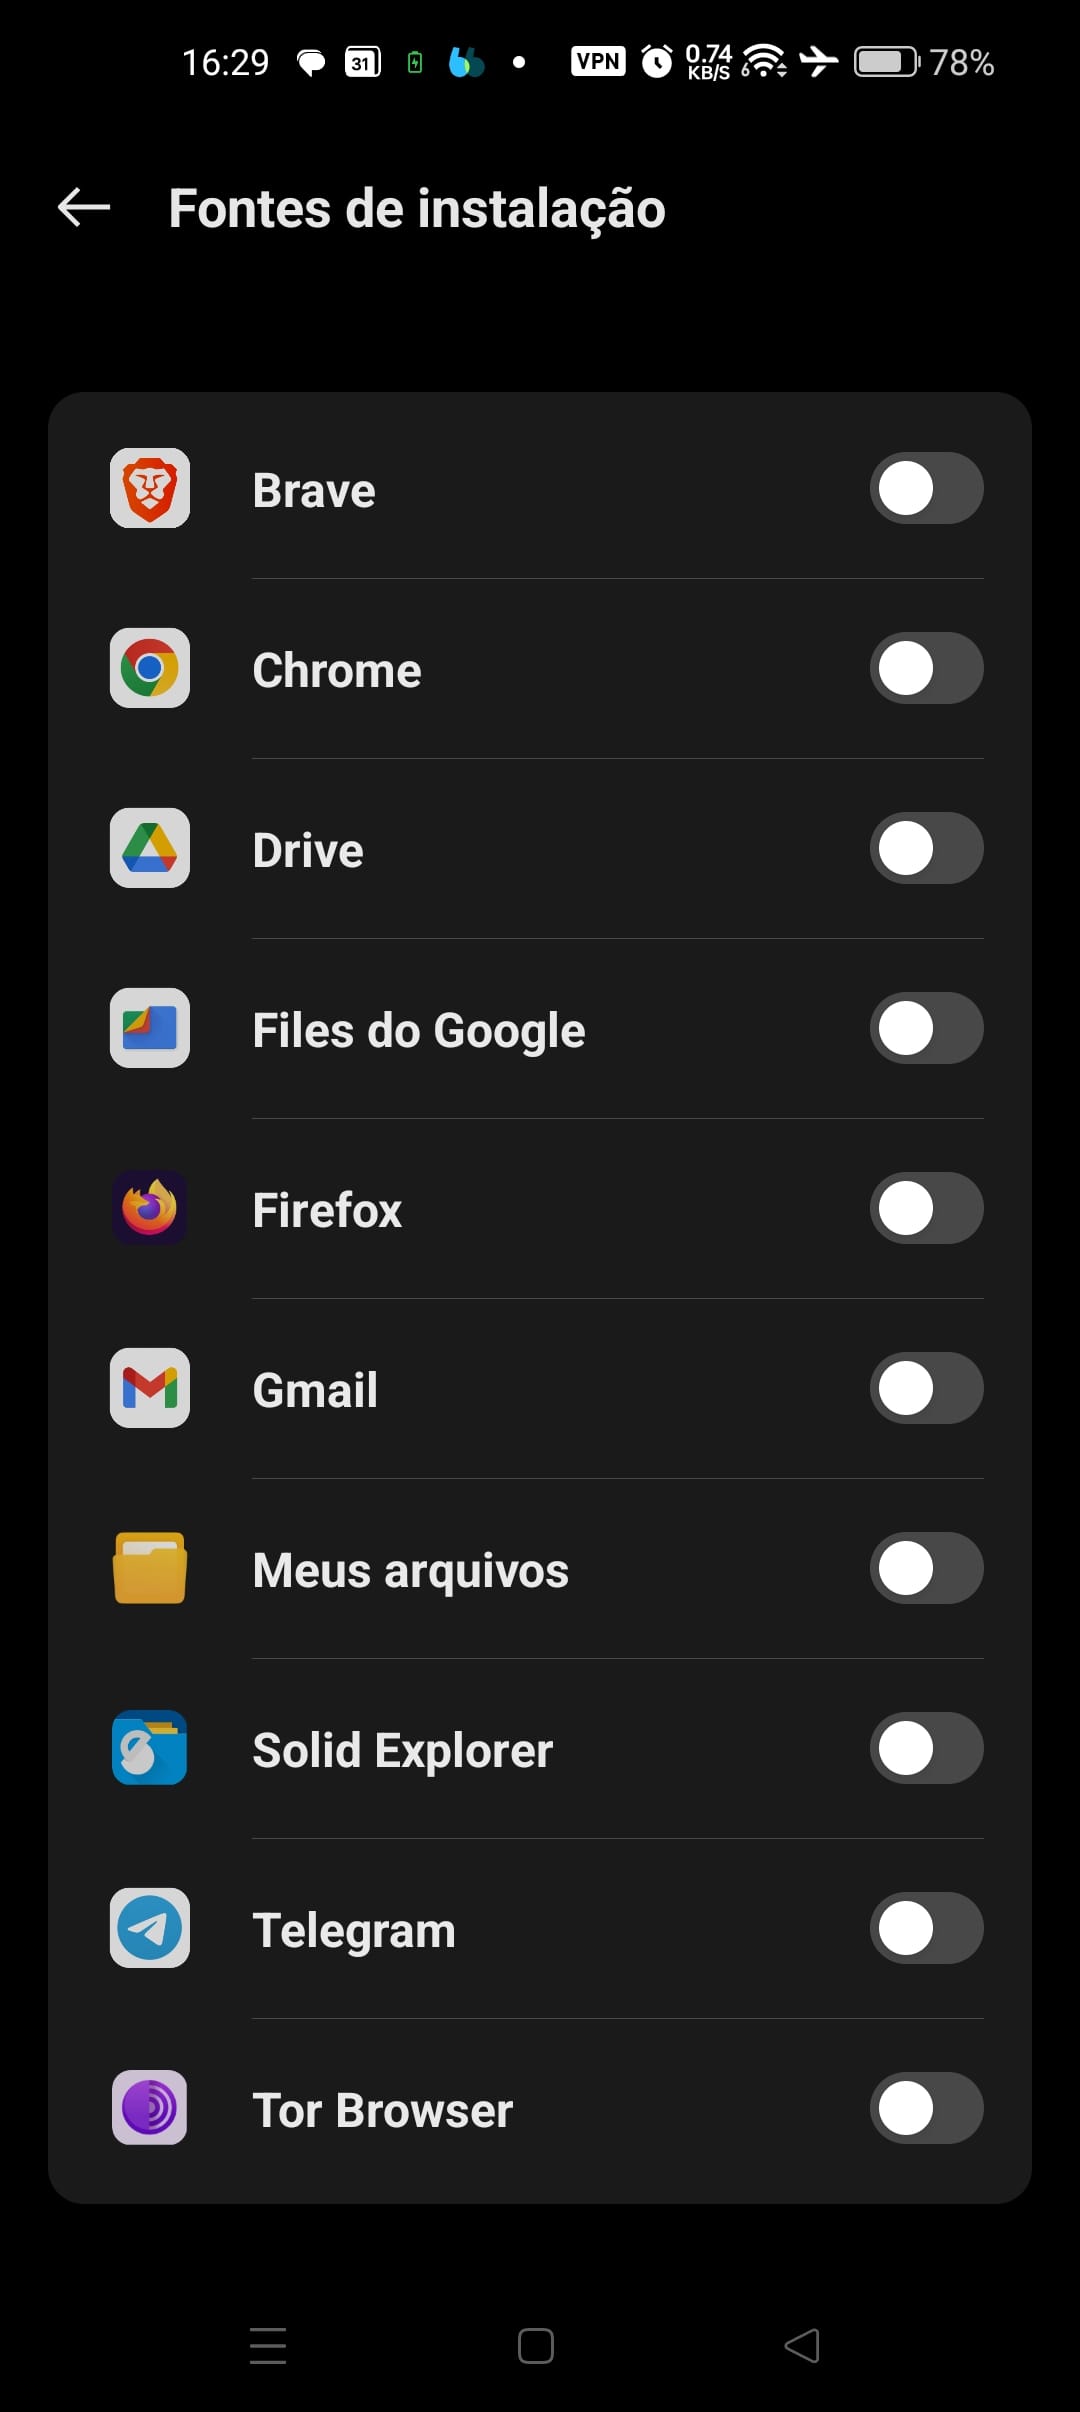 16:29 31 VPN 0.74 KB/S 6 78%
Fontes de instalação
Brave
Chrome
Drive
Files do Google
Firefox
Gmail
Meus arquivos
Solid Explorer
Telegram
Tor Browser